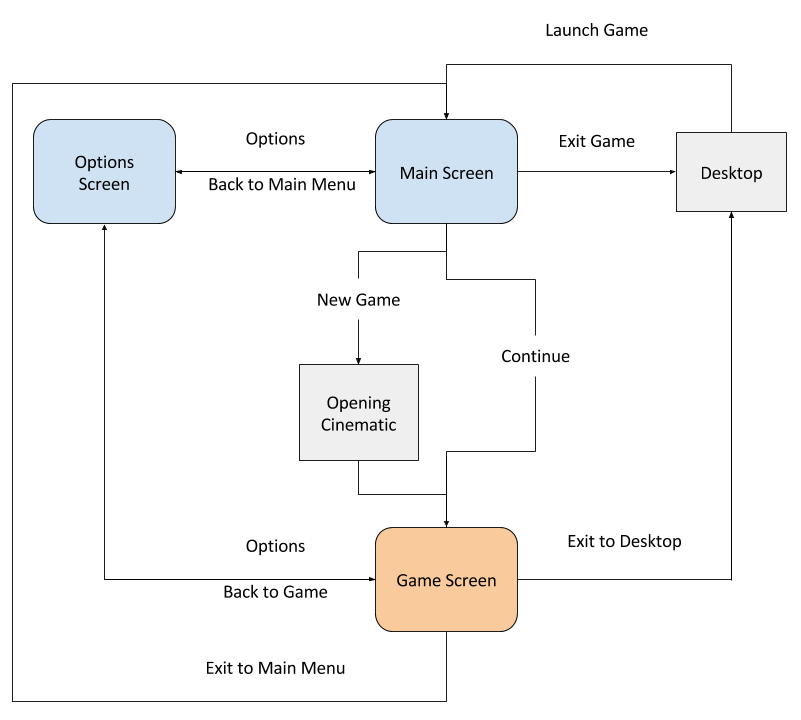 Launch Game
Options
Exit Game
Options
Screen
Main Screen
Desktop
Back to Main Menu
New Game
Continue
Opening
Cinematic
Options
Exit to Desktop
Game Screen
Back to Game
Exit to Main Menu